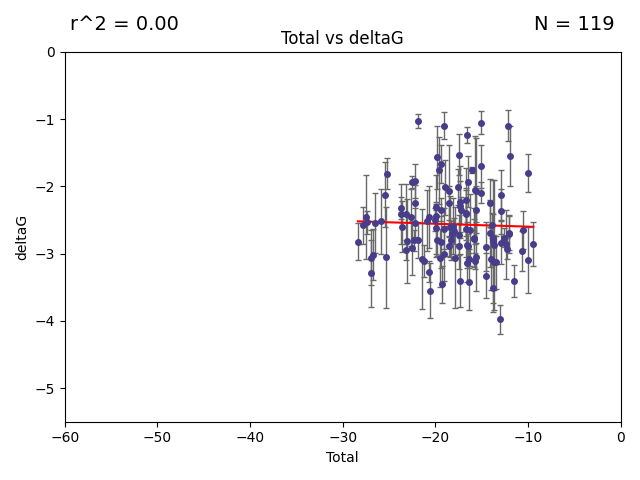 r^2 = 0.00
N = 119
Total vs deltaG
0
−1
−2
−3
−4
−5
deltaG
−60
−50
−40
−30
−20
−10
0
Total